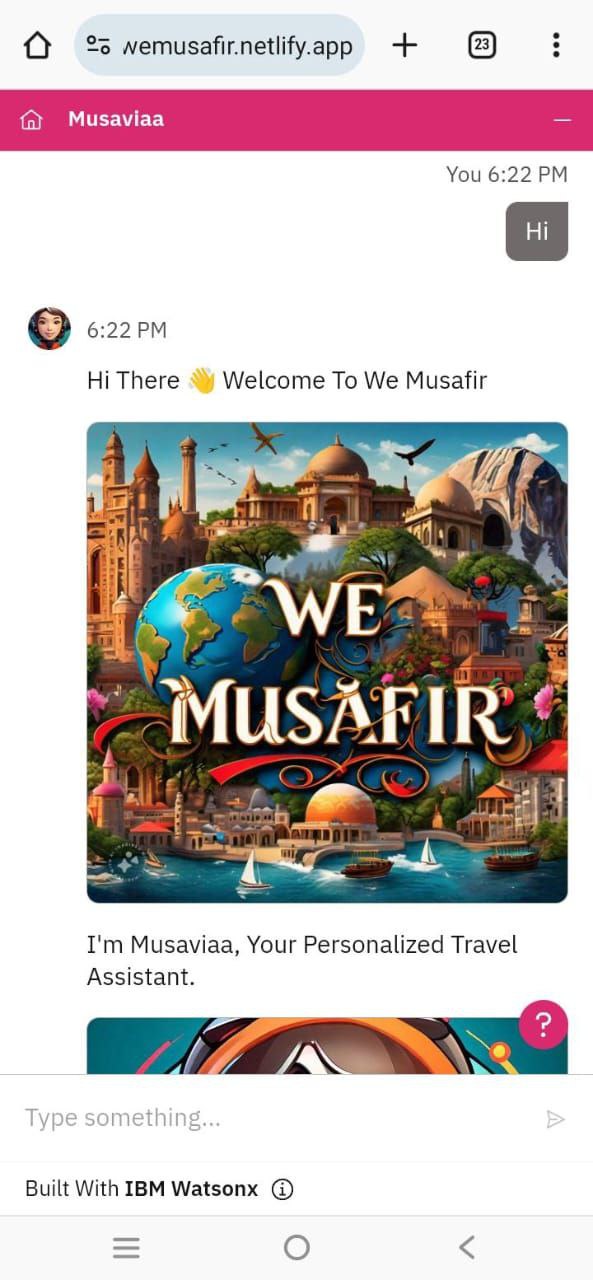 wemusafir.netlify.app
23
Musaviaa
You 6:22 PM
Hi
6:22 PM
Hi There 👋 Welcome To We Musafir
WE
MUSAFIR
I'm Musaviaa, Your Personalized Travel
Assistant.
?
Type something...
Built With IBM Watsonx